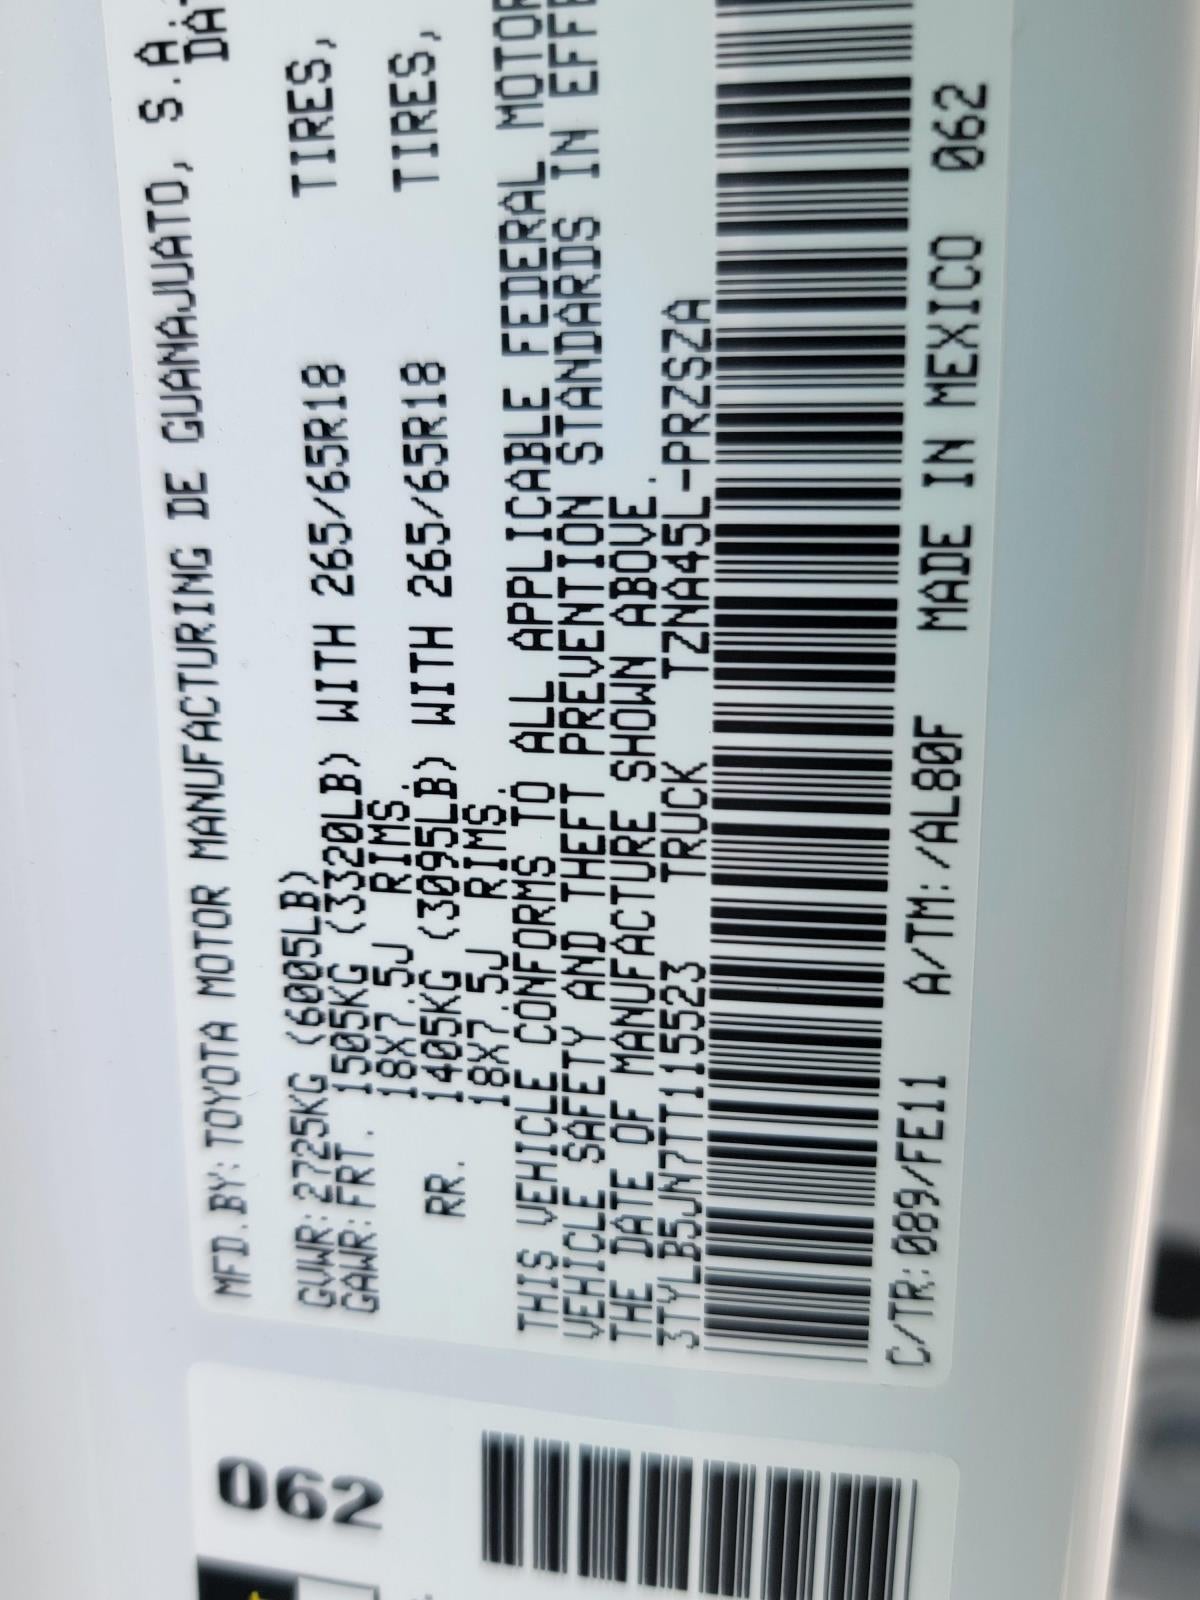 MFD.BY:TOYOTA MOTOR MANUFACTURING DE GUANAJUATO, S.A.
DA
GVWR:2725KG (6005LB)
GAWR:FRT. 1505KG (3320LB) WITH 265/65R18 TIRES,
18X7.5J RIMS.
RR. 1405KG (3095LB) WITH 265/65R18 TIRES,
18X7.5J RIMS.
THIS VEHICLE CONFORMS TO ALL APPLICABLE FEDERAL MOTOR
VEHICLE SAFETY AND THEFT PREVENTION STANDARDS IN EFFE
THE DATE OF MANUFACTURE SHOWN ABOVE.
3TYLB5JN7TT115523 TRUCK TZNA45L-PRZSZA
C/TR:089/FE11 A/TM:/AL80F MADE IN MEXICO 062
062